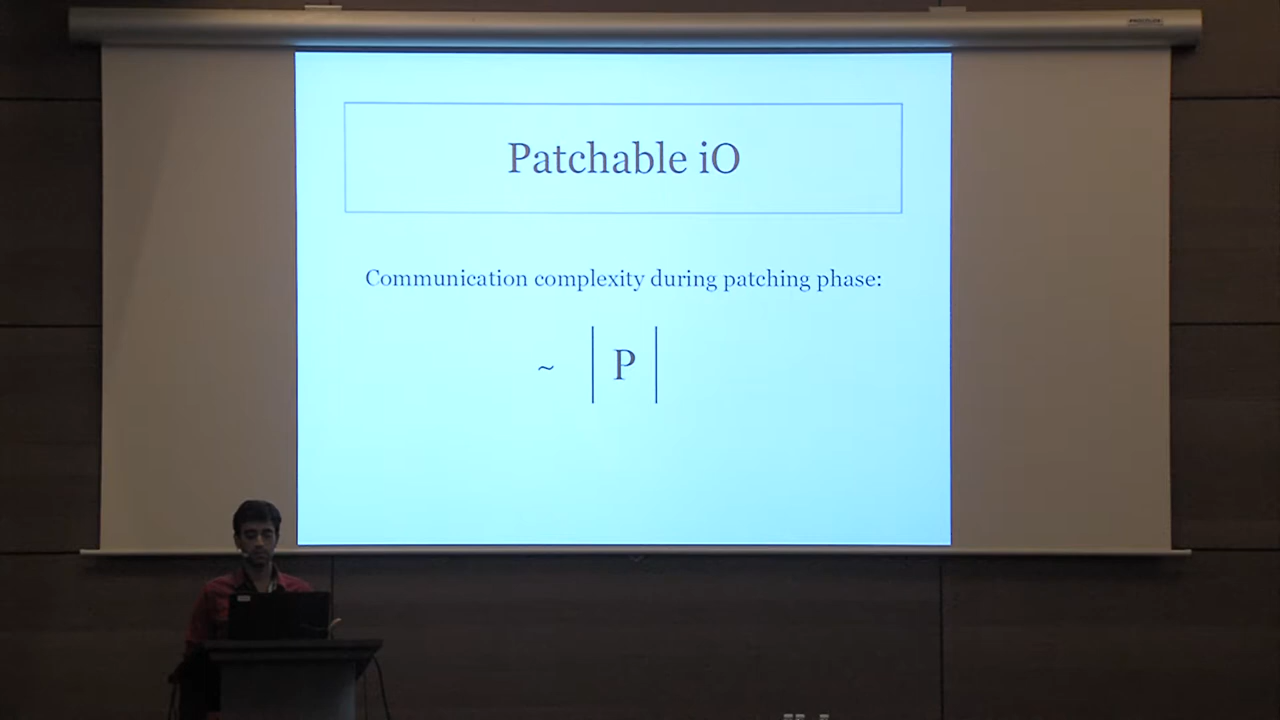 Patchable iO
Communication complexity during patching phase:
~ | P |